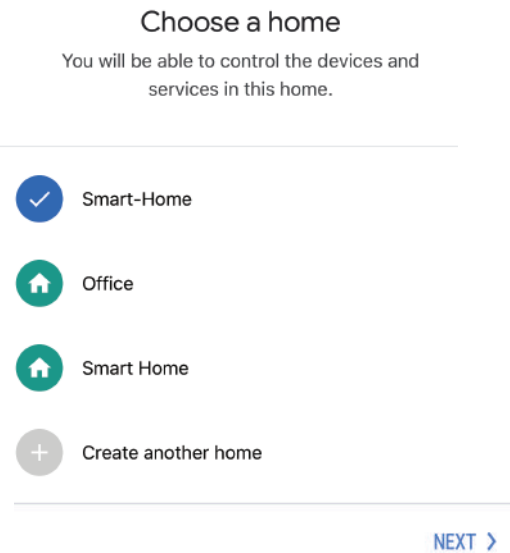 Choose a home
You will be able to control the devices and
services in this home.
Smart-Home
Office
Smart Home
Create another home
NEXT